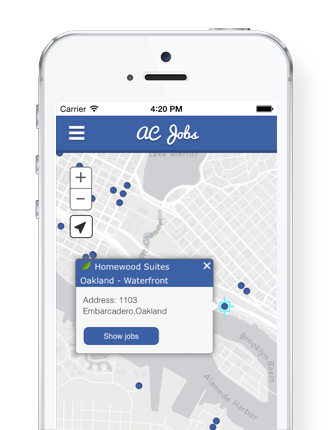 Carrier 4:20 PM
AC Jobs
Lake Merritt
+
−
Homewood Suites ×
Oakland - Waterfront
Address: 1103
Embarcadero,Oakland
Show jobs
Brooklyn Basin
Alameda Harbor